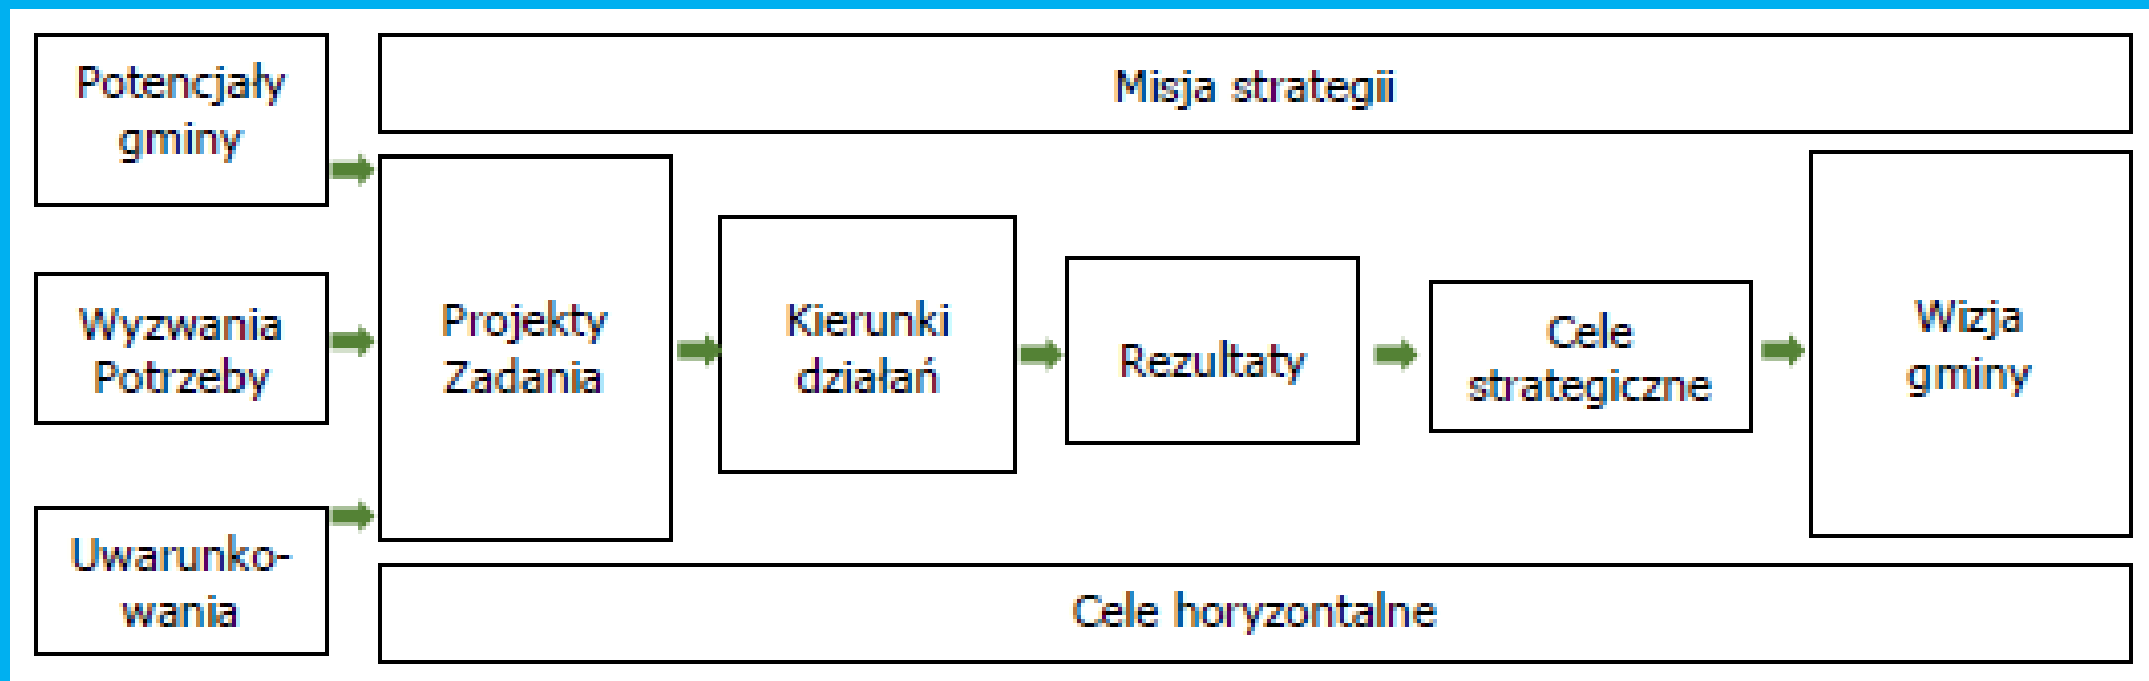 Potencjały
gminy
Misja strategii
Wyzwania
Potrzeby
Uwarunko-
wania
Projekty
Zadania
Kierunki
działań
Rezultaty
Cele
strategiczne
Wizja
gminy
Cele horyzontalne